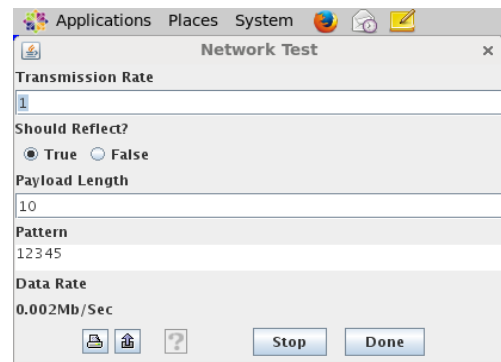 Applications Places System
Network Test
Transmission Rate
1
Should Reflect?
True False
Payload Length
10
Pattern
12345
Data Rate
0.002Mb/Sec
? Stop Done